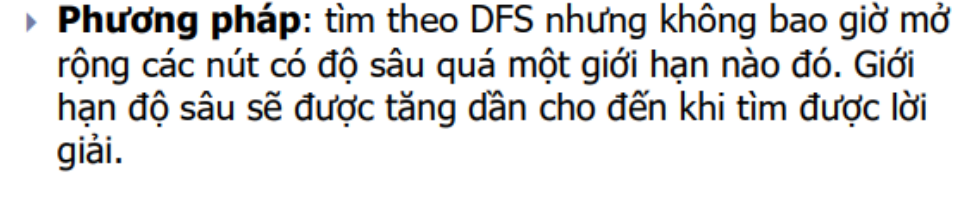 Phương pháp: tìm theo DFS nhưng không bao giờ mở
rộng các nút có độ sâu quá một giới hạn nào đó. Giới
hạn độ sâu sẽ được tăng dần cho đến khi tìm được lời
giải.